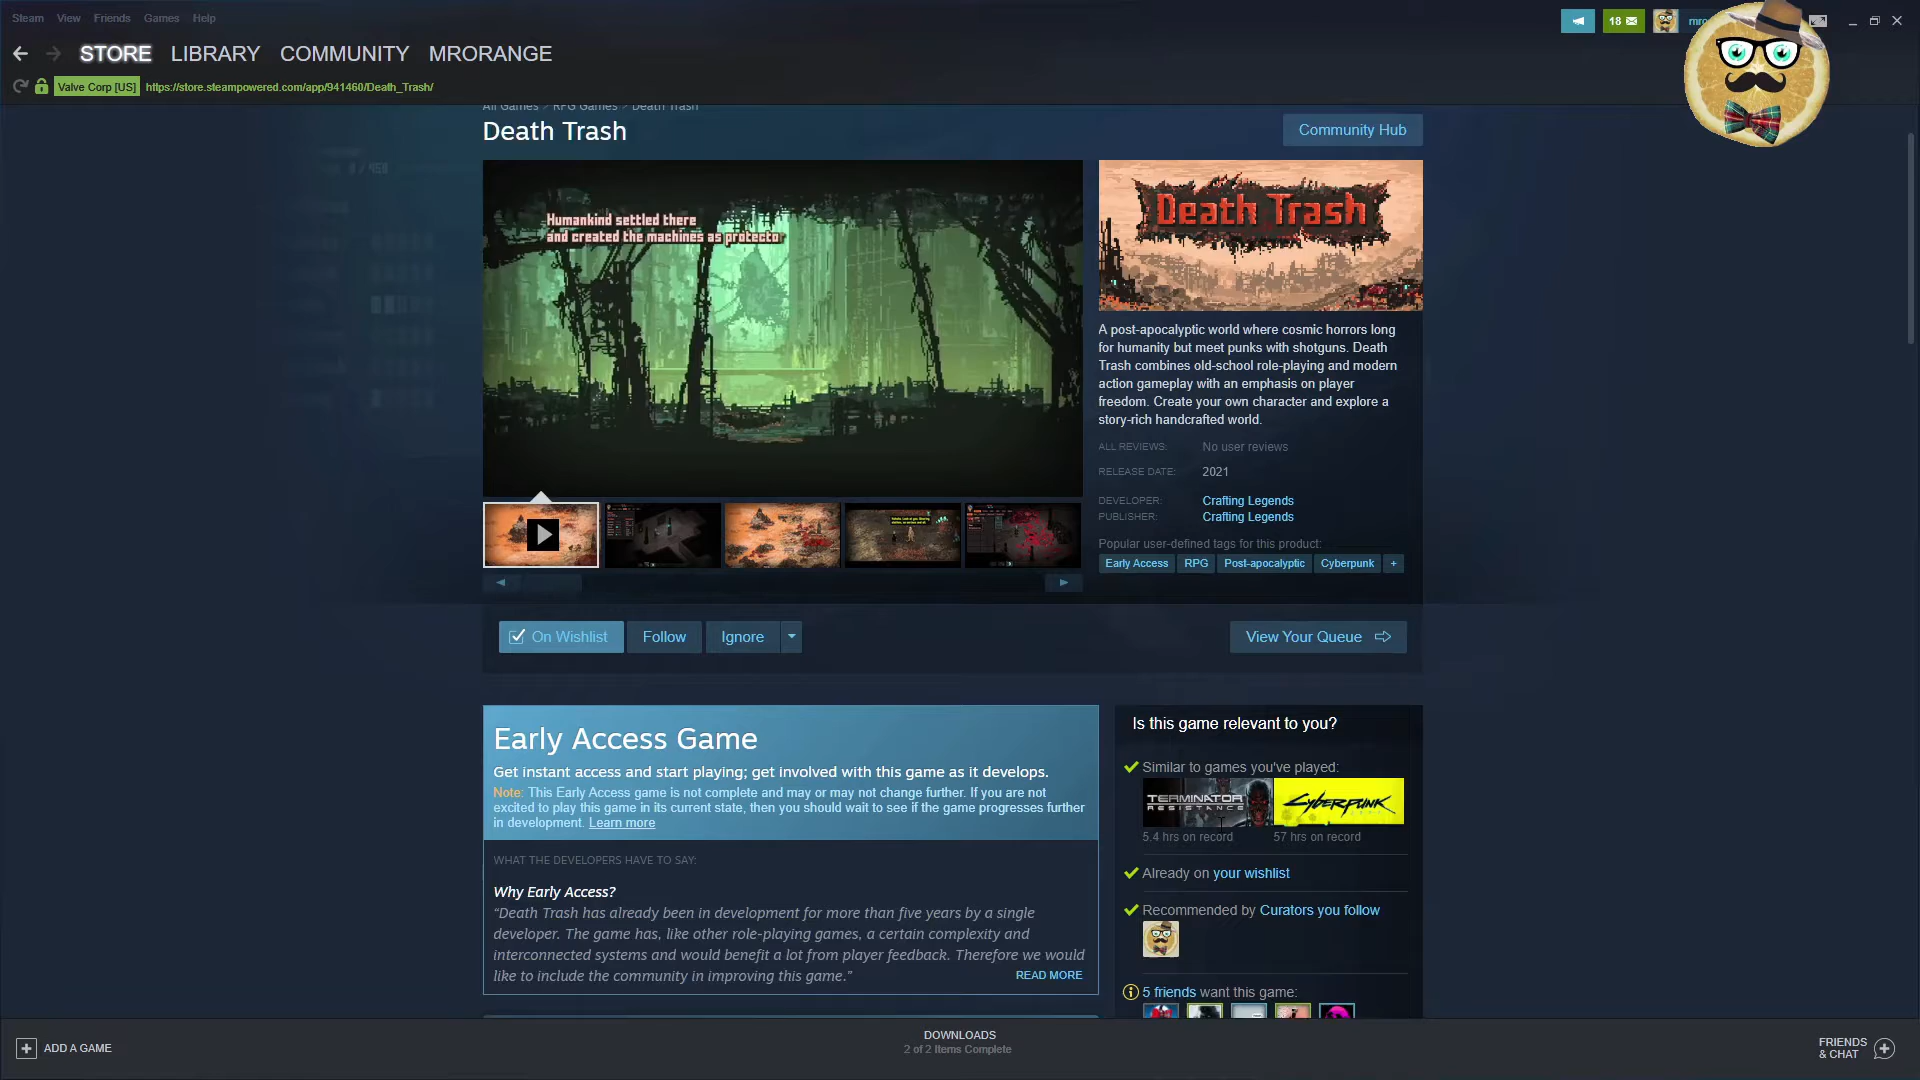 Steam View Friends Games Help
18
mro
STORE LIBRARY COMMUNITY MRORANGE
Valve Corp [US] https://store.steampowered.com/app/941460/Death_Trash/
All Games > RPG Games > Death Trash
Death Trash
Community Hub
Humankind settled there
and created the machines as protecto
Death Trash
A post-apocalyptic world where cosmic horrors long
for humanity but meet punks with shotguns. Death
Trash combines old-school role-playing and modern
action gameplay with an emphasis on player
freedom. Create your own character and explore a
story-rich handcrafted world.
ALL REVIEWS: No user reviews
RELEASE DATE: 2021
DEVELOPER: Crafting Legends
PUBLISHER: Crafting Legends
Popular user-defined tags for this product:
Early Access RPG Post-apocalyptic Cyberpunk +
On Wishlist Follow Ignore
View Your Queue
Early Access Game
Get instant access and start playing; get involved with this game as it develops.
Note: This Early Access game is not complete and may or may not change further. If you are not
excited to play this game in its current state, then you should wait to see if the game progresses further
in development. Learn more
WHAT THE DEVELOPERS HAVE TO SAY:
Why Early Access?
“Death Trash has already been in development for more than five years by a single
developer. The game has, like other role-playing games, a certain complexity and
interconnected systems and would benefit a lot from player feedback. Therefore we would
like to include the community in improving this game.”
READ MORE
Is this game relevant to you?
Similar to games you've played:
TERMINATOR
RESISTANCE
Cyberpunk
5.4 hrs on record 57 hrs on record
Already on your wishlist
Recommended by Curators you follow
5 friends want this game:
ADD A GAME
DOWNLOADS
2 of 2 Items Complete
FRIENDS
& CHAT